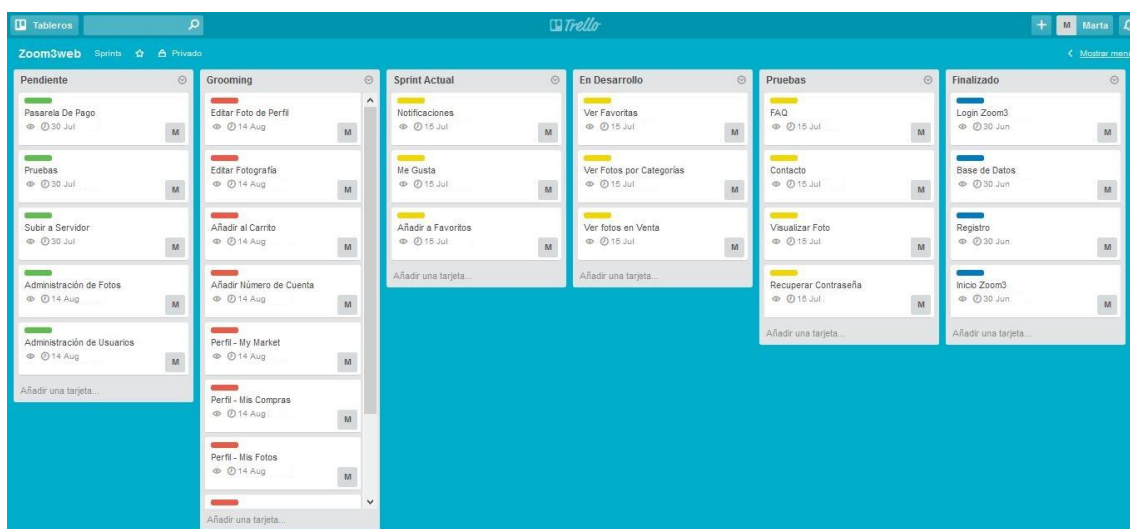 Tableros
Trello
M Marta
Zoom3web Sprints Privado
Mostrar menú
Pendiente
Pasarela De Pago
30 Jul
M
Pruebas
30 Jul
M
Subir a Servidor
30 Jul
M
Administración de Fotos
14 Aug
M
Administración de Usuarios
14 Aug
M
Añadir una tarjeta...
Grooming
Editar Foto de Perfil
14 Aug
M
Editar Fotografía
14 Aug
M
Añadir al Carrito
14 Aug
M
Añadir Número de Cuenta
14 Aug
M
Perfil - My Market
14 Aug
M
Perfil - Mis Compras
14 Aug
M
Perfil - Mis Fotos
14 Aug
M
Añadir una tarjeta...
Sprint Actual
Notificaciones
15 Jul
M
Me Gusta
15 Jul
M
Añadir a Favoritos
15 Jul
M
Añadir una tarjeta...
En Desarrollo
Ver Favoritas
15 Jul
M
Ver Fotos por Categorías
15 Jul
M
Ver fotos en Venta
15 Jul
M
Añadir una tarjeta...
Pruebas
FAQ
15 Jul
M
Contacto
15 Jul
M
Visualizar Foto
15 Jul
M
Recuperar Contraseña
15 Jul
M
Añadir una tarjeta...
Finalizado
Login Zoom3
30 Jun
M
Base de Datos
30 Jun
M
Registro
30 Jun
M
Inicio Zoom3
30 Jun
M
Añadir una tarjeta...